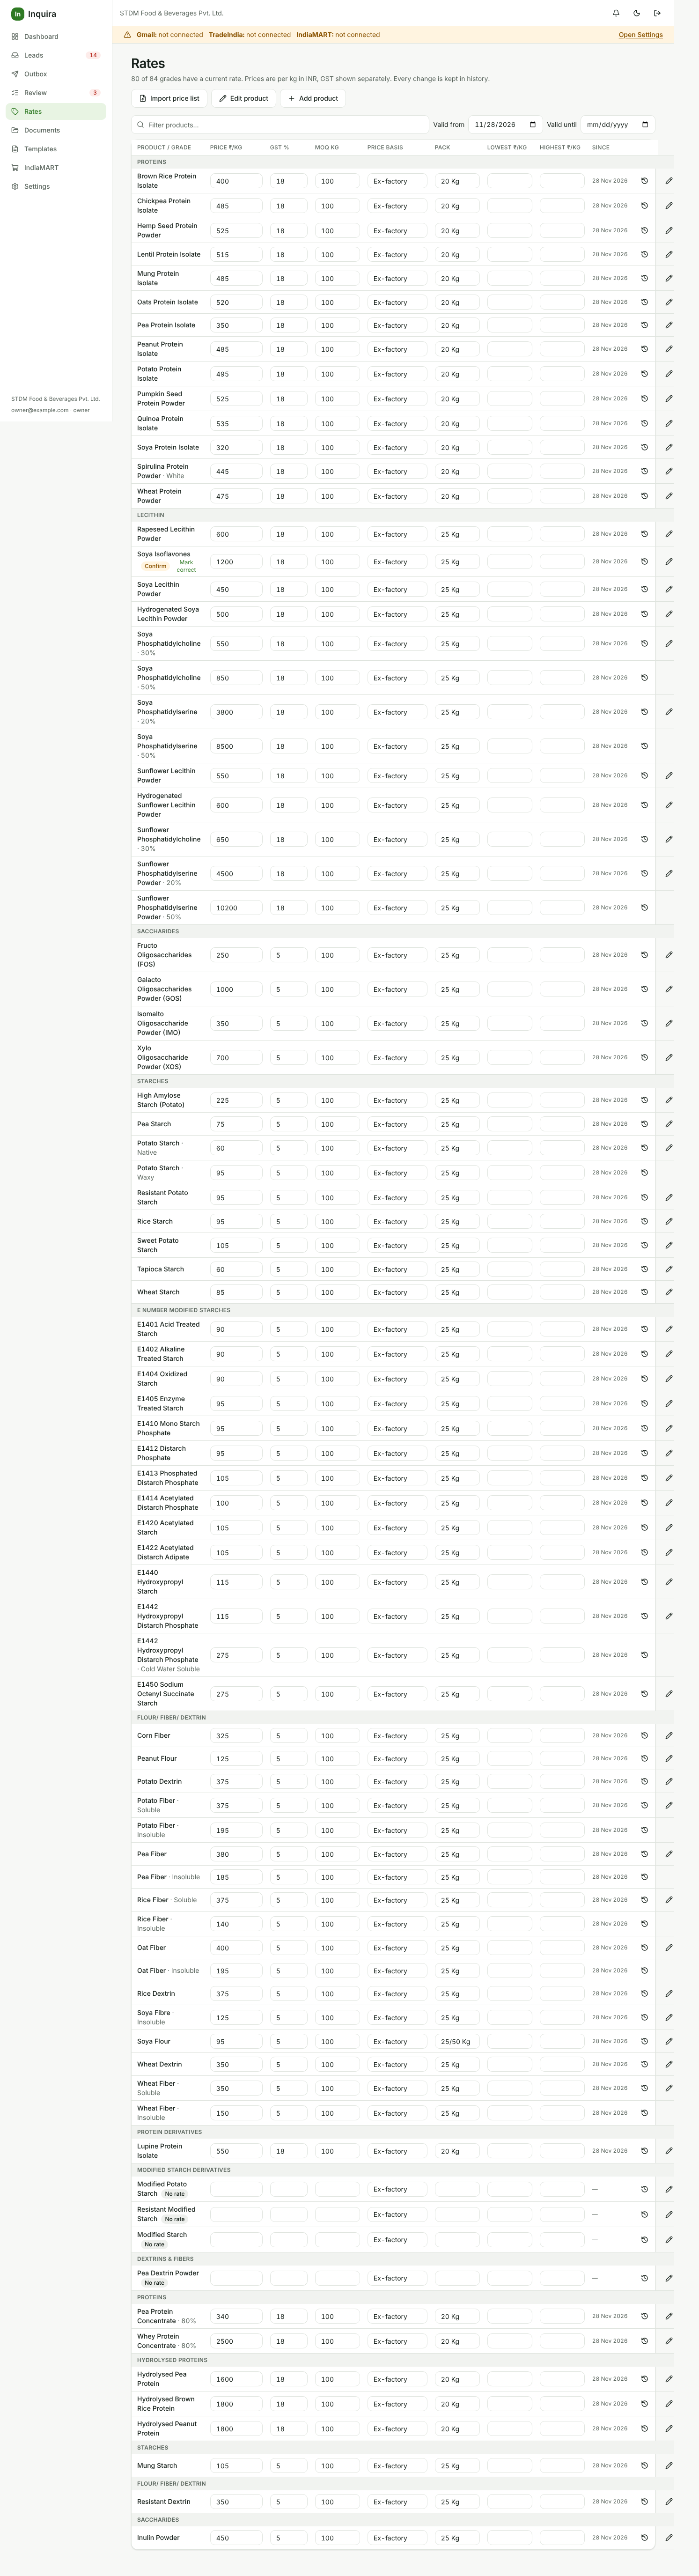 In Inquira
STDM Food & Beverages Pvt. Ltd.
Gmail: not connected TradeIndia: not connected IndiaMART: not connected Open Settings
Dashboard
Leads 14
Outbox
Review 3
Rates
Documents
Templates
IndiaMART
Settings
STDM Food & Beverages Pvt. Ltd.
owner@example.com · owner
Rates
80 of 84 grades have a current rate. Prices are per kg in INR, GST shown separately. Every change is kept in history.
Import price list Edit product Add product
Filter products... Valid from 11/28/2026 Valid until mm/dd/yyyy
PRODUCT / GRADE PRICE ₹/KG GST % MOQ KG PRICE BASIS PACK LOWEST ₹/KG HIGHEST ₹/KG SINCE
PROTEINS
Brown Rice Protein Isolate 400 18 100 Ex-factory 20 Kg 28 Nov 2026
Chickpea Protein Isolate 485 18 100 Ex-factory 20 Kg 28 Nov 2026
Hemp Seed Protein Powder 525 18 100 Ex-factory 20 Kg 28 Nov 2026
Lentil Protein Isolate 515 18 100 Ex-factory 20 Kg 28 Nov 2026
Mung Protein Isolate 485 18 100 Ex-factory 20 Kg 28 Nov 2026
Oats Protein Isolate 520 18 100 Ex-factory 20 Kg 28 Nov 2026
Pea Protein Isolate 350 18 100 Ex-factory 20 Kg 28 Nov 2026
Peanut Protein Isolate 485 18 100 Ex-factory 20 Kg 28 Nov 2026
Potato Protein Isolate 495 18 100 Ex-factory 20 Kg 28 Nov 2026
Pumpkin Seed Protein Powder 525 18 100 Ex-factory 20 Kg 28 Nov 2026
Quinoa Protein Isolate 535 18 100 Ex-factory 20 Kg 28 Nov 2026
Soya Protein Isolate 320 18 100 Ex-factory 20 Kg 28 Nov 2026
Spirulina Protein Powder · White 445 18 100 Ex-factory 20 Kg 28 Nov 2026
Wheat Protein Powder 475 18 100 Ex-factory 20 Kg 28 Nov 2026
LECITHIN
Rapeseed Lecithin Powder 600 18 100 Ex-factory 25 Kg 28 Nov 2026
Soya Isoflavones Confirm Mark correct 1200 18 100 Ex-factory 25 Kg 28 Nov 2026
Soya Lecithin Powder 450 18 100 Ex-factory 25 Kg 28 Nov 2026
Hydrogenated Soya Lecithin Powder 500 18 100 Ex-factory 25 Kg 28 Nov 2026
Soya Phosphatidylcholine · 30% 550 18 100 Ex-factory 25 Kg 28 Nov 2026
Soya Phosphatidylcholine · 50% 850 18 100 Ex-factory 25 Kg 28 Nov 2026
Soya Phosphatidylserine · 20% 3800 18 100 Ex-factory 25 Kg 28 Nov 2026
Soya Phosphatidylserine · 50% 8500 18 100 Ex-factory 25 Kg 28 Nov 2026
Sunflower Lecithin Powder 550 18 100 Ex-factory 25 Kg 28 Nov 2026
Hydrogenated Sunflower Lecithin Powder 600 18 100 Ex-factory 25 Kg 28 Nov 2026
Sunflower Phosphatidylcholine · 30% 650 18 100 Ex-factory 25 Kg 28 Nov 2026
Sunflower Phosphatidylserine Powder · 20% 4500 18 100 Ex-factory 25 Kg 28 Nov 2026
Sunflower Phosphatidylserine Powder · 50% 10200 18 100 Ex-factory 25 Kg 28 Nov 2026
SACCHARIDES
Fructo Oligosaccharides (FOS) 250 5 100 Ex-factory 25 Kg 28 Nov 2026
Galacto Oligosaccharides Powder (GOS) 1000 5 100 Ex-factory 25 Kg 28 Nov 2026
Isomalto Oligosaccharide Powder (IMO) 350 5 100 Ex-factory 25 Kg 28 Nov 2026
Xylo Oligosaccharide Powder (XOS) 700 5 100 Ex-factory 25 Kg 28 Nov 2026
STARCHES
High Amylose Starch (Potato) 225 5 100 Ex-factory 25 Kg 28 Nov 2026
Pea Starch 75 5 100 Ex-factory 25 Kg 28 Nov 2026
Potato Starch · Native 60 5 100 Ex-factory 25 Kg 28 Nov 2026
Potato Starch · Waxy 95 5 100 Ex-factory 25 Kg 28 Nov 2026
Resistant Potato Starch 95 5 100 Ex-factory 25 Kg 28 Nov 2026
Rice Starch 95 5 100 Ex-factory 25 Kg 28 Nov 2026
Sweet Potato Starch 105 5 100 Ex-factory 25 Kg 28 Nov 2026
Tapioca Starch 60 5 100 Ex-factory 25 Kg 28 Nov 2026
Wheat Starch 85 5 100 Ex-factory 25 Kg 28 Nov 2026
E NUMBER MODIFIED STARCHES
E1401 Acid Treated Starch 90 5 100 Ex-factory 25 Kg 28 Nov 2026
E1402 Alkaline Treated Starch 90 5 100 Ex-factory 25 Kg 28 Nov 2026
E1404 Oxidized Starch 90 5 100 Ex-factory 25 Kg 28 Nov 2026
E1405 Enzyme Treated Starch 95 5 100 Ex-factory 25 Kg 28 Nov 2026
E1410 Mono Starch Phosphate 95 5 100 Ex-factory 25 Kg 28 Nov 2026
E1412 Distarch Phosphate 95 5 100 Ex-factory 25 Kg 28 Nov 2026
E1413 Phosphated Distarch Phosphate 105 5 100 Ex-factory 25 Kg 28 Nov 2026
E1414 Acetylated Distarch Phosphate 100 5 100 Ex-factory 25 Kg 28 Nov 2026
E1420 Acetylated Starch 105 5 100 Ex-factory 25 Kg 28 Nov 2026
E1422 Acetylated Distarch Adipate 105 5 100 Ex-factory 25 Kg 28 Nov 2026
E1440 Hydroxypropyl Starch 115 5 100 Ex-factory 25 Kg 28 Nov 2026
E1442 Hydroxypropyl Distarch Phosphate 115 5 100 Ex-factory 25 Kg 28 Nov 2026
E1442 Hydroxypropyl Distarch Phosphate · Cold Water Soluble 275 5 100 Ex-factory 25 Kg 28 Nov 2026
E1450 Sodium Octenyl Succinate Starch 275 5 100 Ex-factory 25 Kg 28 Nov 2026
FLOUR/ FIBER/ DEXTRIN
Corn Fiber 325 5 100 Ex-factory 25 Kg 28 Nov 2026
Peanut Flour 125 5 100 Ex-factory 25 Kg 28 Nov 2026
Potato Dextrin 375 5 100 Ex-factory 25 Kg 28 Nov 2026
Potato Fiber · Soluble 375 5 100 Ex-factory 25 Kg 28 Nov 2026
Potato Fiber · Insoluble 195 5 100 Ex-factory 25 Kg 28 Nov 2026
Pea Fiber 380 5 100 Ex-factory 25 Kg 28 Nov 2026
Pea Fiber · Insoluble 185 5 100 Ex-factory 25 Kg 28 Nov 2026
Rice Fiber · Soluble 375 5 100 Ex-factory 25 Kg 28 Nov 2026
Rice Fiber · Insoluble 140 5 100 Ex-factory 25 Kg 28 Nov 2026
Oat Fiber 400 5 100 Ex-factory 25 Kg 28 Nov 2026
Oat Fiber · Insoluble 195 5 100 Ex-factory 25 Kg 28 Nov 2026
Rice Dextrin 375 5 100 Ex-factory 25 Kg 28 Nov 2026
Soya Fibre · Insoluble 125 5 100 Ex-factory 25 Kg 28 Nov 2026
Soya Flour 95 5 100 Ex-factory 25/50 Kg 28 Nov 2026
Wheat Dextrin 350 5 100 Ex-factory 25 Kg 28 Nov 2026
Wheat Fiber · Soluble 350 5 100 Ex-factory 25 Kg 28 Nov 2026
Wheat Fiber · Insoluble 150 5 100 Ex-factory 25 Kg 28 Nov 2026
PROTEIN DERIVATIVES
Lupine Protein Isolate 550 18 100 Ex-factory 20 Kg 28 Nov 2026
MODIFIED STARCH DERIVATIVES
Modified Potato Starch No rate Ex-factory —
Resistant Modified Starch No rate Ex-factory —
Modified Starch No rate Ex-factory —
DEXTRINS & FIBERS
Pea Dextrin Powder No rate Ex-factory —
PROTEINS
Pea Protein Concentrate · 80% 340 18 100 Ex-factory 20 Kg 28 Nov 2026
Whey Protein Concentrate · 80% 2500 18 100 Ex-factory 20 Kg 28 Nov 2026
HYDROLYSED PROTEINS
Hydrolysed Pea Protein 1600 18 100 Ex-factory 20 Kg 28 Nov 2026
Hydrolysed Brown Rice Protein 1800 18 100 Ex-factory 20 Kg 28 Nov 2026
Hydrolysed Peanut Protein 1800 18 100 Ex-factory 20 Kg 28 Nov 2026
STARCHES
Mung Starch 105 5 100 Ex-factory 25 Kg 28 Nov 2026
FLOUR/ FIBER/ DEXTRIN
Resistant Dextrin 350 5 100 Ex-factory 25 Kg 28 Nov 2026
SACCHARIDES
Inulin Powder 450 5 100 Ex-factory 25 Kg 28 Nov 2026